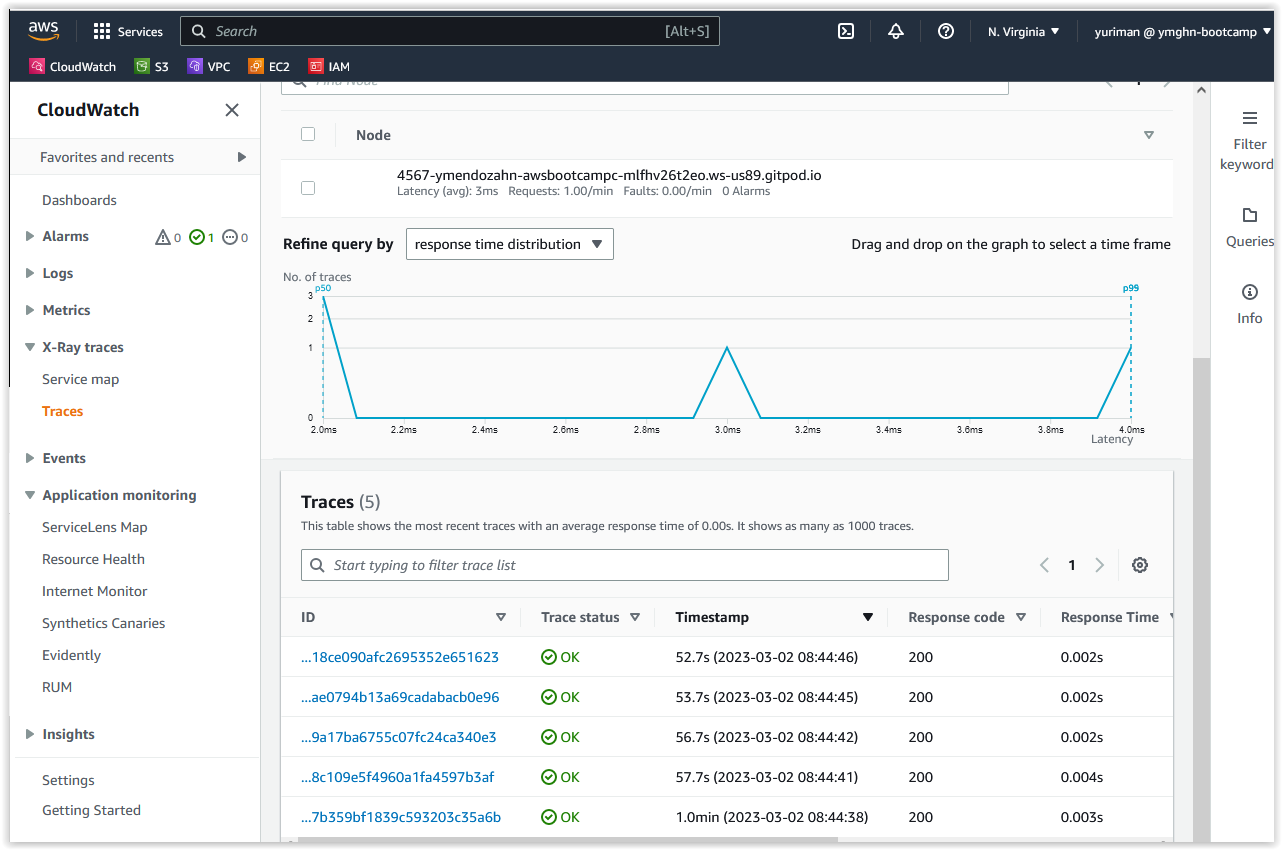 aws
Services
Search [Alt+S]
N. Virginia
yuriman @ ymghn-bootcamp
CloudWatch S3 VPC EC2 IAM
CloudWatch
Favorites and recents
Dashboards
Alarms 0 1 0
Logs
Metrics
X-Ray traces
Service map
Traces
Events
Application monitoring
ServiceLens Map
Resource Health
Internet Monitor
Synthetics Canaries
Evidently
RUM
Insights
Settings
Getting Started
Find Node 1
Node
4567-ymendozahn-awsbootcampc-mlfhv26t2eo.ws-us89.gitpod.io
Latency (avg): 3ms Requests: 1.00/min Faults: 0.00/min 0 Alarms
Refine query by response time distribution Drag and drop on the graph to select a time frame
No. of traces
p50 p99
3
2
1
0
2.0ms 2.2ms 2.4ms 2.6ms 2.8ms 3.0ms 3.2ms 3.4ms 3.6ms 3.8ms 4.0ms
Latency
Traces (5)
This table shows the most recent traces with an average response time of 0.00s. It shows as many as 1000 traces.
Start typing to filter trace list 1
ID Trace status Timestamp Response code Response Time
...18ce090afc2695352e651623 OK 52.7s (2023-03-02 08:44:46) 200 0.002s
...ae0794b13a69cadabacb0e96 OK 53.7s (2023-03-02 08:44:45) 200 0.002s
...9a17ba6755c07fc24ca340e3 OK 56.7s (2023-03-02 08:44:42) 200 0.002s
...8c109e5f4960a1fa4597b3af OK 57.7s (2023-03-02 08:44:41) 200 0.004s
...7b359bf1839c593203c35a6b OK 1.0min (2023-03-02 08:44:38) 200 0.003s
Filter
keyword
Queries
Info